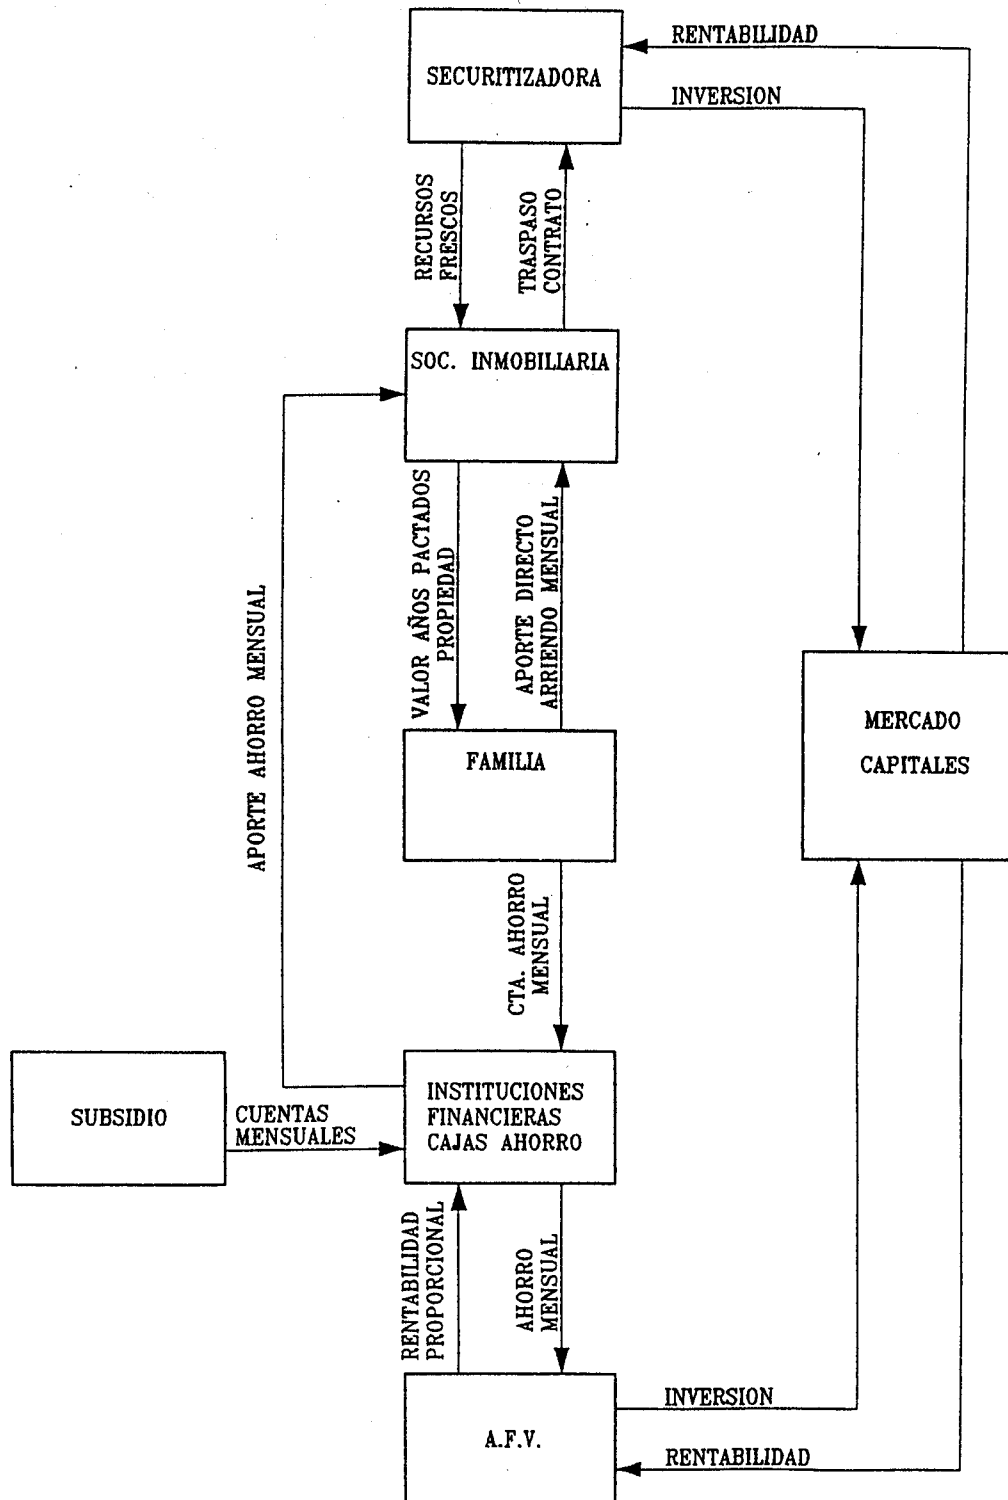 RENTABILIDAD
SECURITIZADORA
INVERSION
RECURSOS
FRESCOS
TRASPASO
CONTRATO
SOC. INMOBILIARIA
VALOR AÑOS PACTADOS
PROPIEDAD
APORTE DIRECTO
ARRIENDO MENSUAL
APORTE AHORRO MENSUAL
MERCADO
CAPITALES
FAMILIA
CTA. AHORRO
MENSUAL
SUBSIDIO
CUENTAS
MENSUALES
INSTITUCIONES
FINANCIERAS
CAJAS AHORRO
RENTABILIDAD
PROPORCIONAL
AHORRO
MENSUAL
INVERSION
A.F.V.
RENTABILIDAD